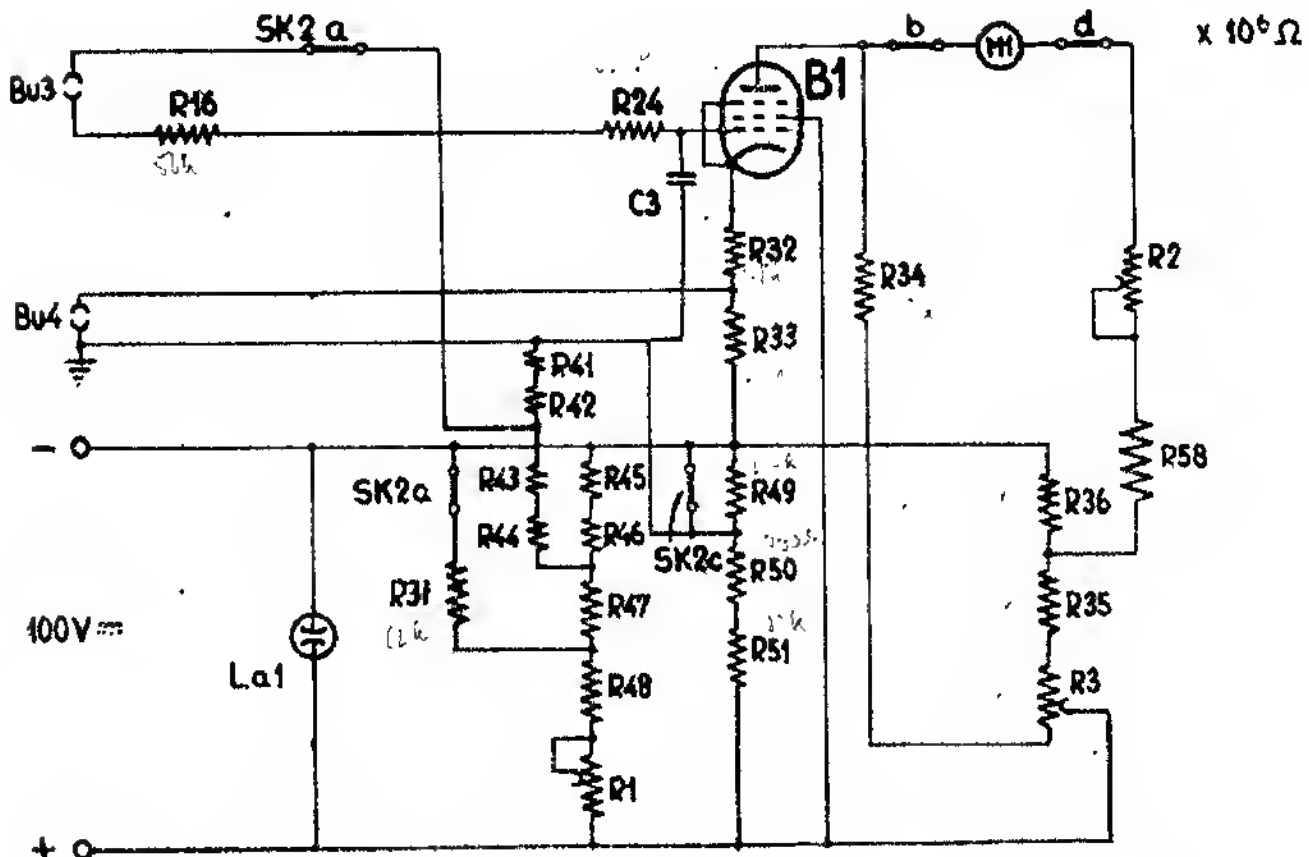 SK2a
b
d
x 10⁶ Ω
Bu3
R16
R24
B1
C3
R32
R34
R2
Bu4
R33
R41
R42
-
R43
R45
R49
R58
SK2a
R36
R44
R46
SK2c
R50
R35
R31
R47
100V
R51
La1
R48
R3
R1
+